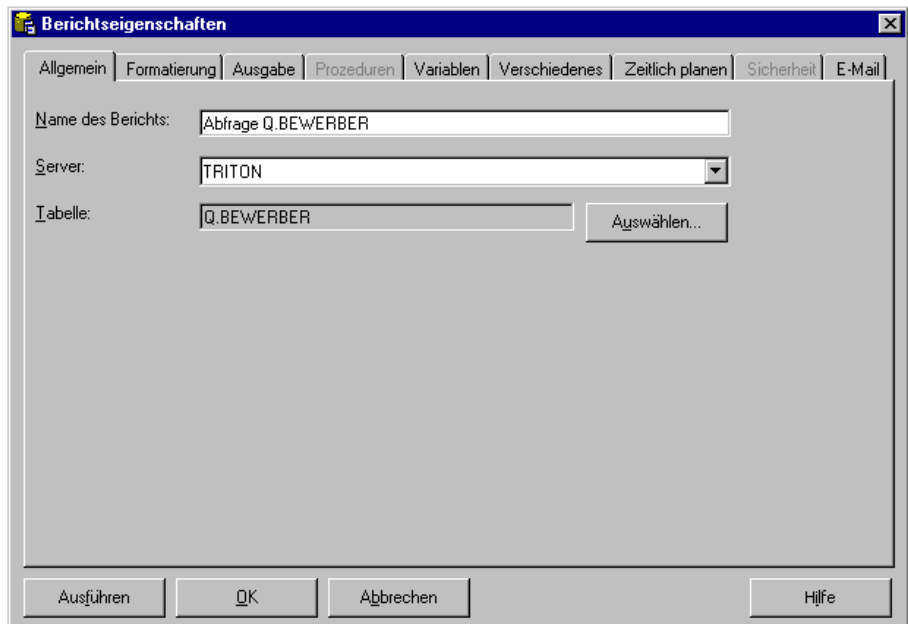 Berichtseigenschaften
Allgemein Formatierung Ausgabe Prozeduren Variablen Verschiedenes Zeitlich planen Sicherheit E-Mail
Name des Berichts: Abfrage Q.BEWERBER
Server: TRITON
Tabelle: Q.BEWERBER Auswählen...
Ausführen OK Abbrechen Hilfe